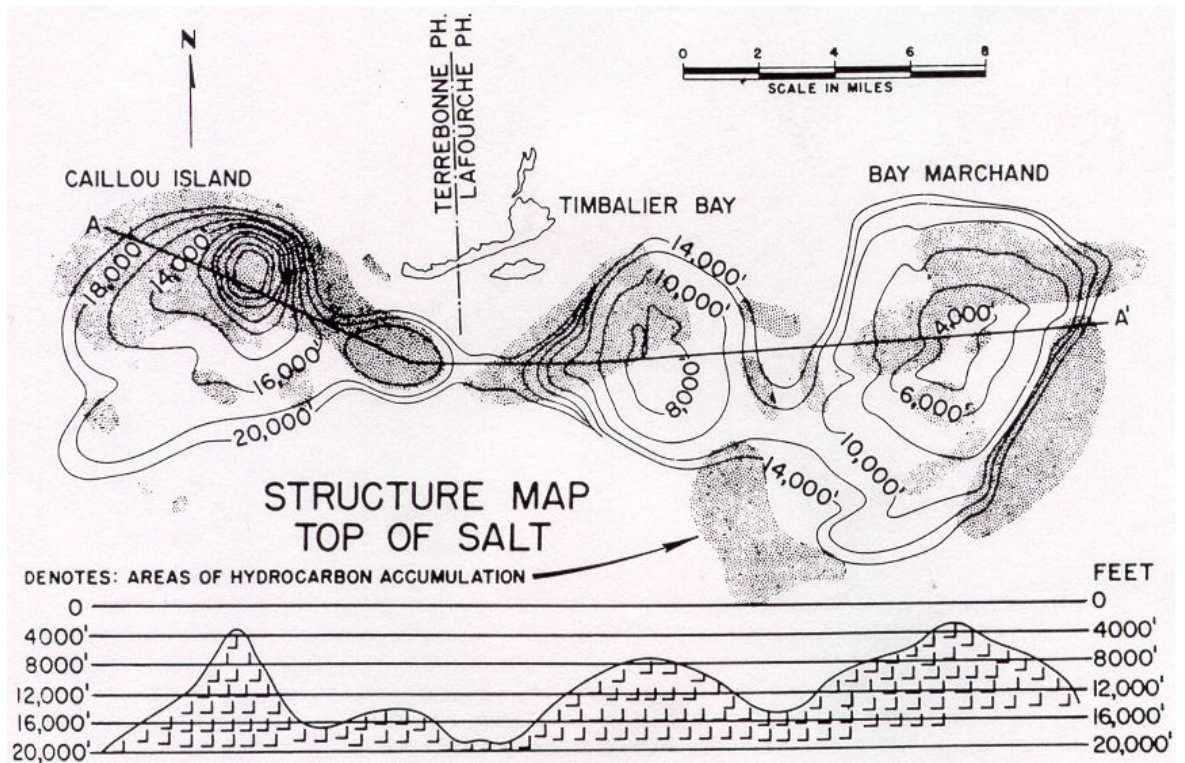 N
TERREBONNE PH.
LAFOURCHE PH.
0 2 4 6 8
SCALE IN MILES
CAILLOU ISLAND
TIMBALIER BAY
BAY MARCHAND
A
18,000'
14,000'
16,000'
20,000'
14,000'
10,000'
8,000'
4,000'
6,000'
10,000'
14,000'
A'
STRUCTURE MAP
TOP OF SALT
DENOTES: AREAS OF HYDROCARBON ACCUMULATION
FEET
0 0
4000' 4000'
8000' 8000'
12,000' 12,000'
16,000' 16,000'
20,000' 20,000'